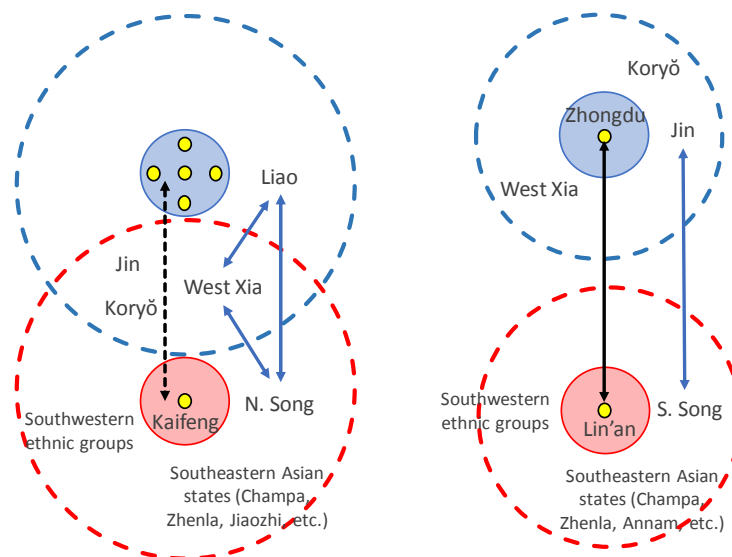 Liao
Jin
West Xia
Koryŏ
Kaifeng
N. Song
Southwestern
ethnic groups
Southeastern Asian
states (Champa,
Zhenla, Jiaozhi, etc.)
Koryŏ
Zhongdu
Jin
West Xia
Southwestern
ethnic groups
S. Song
Lin’an
Southeastern Asian
states (Champa,
Zhenla, Annam, etc.)